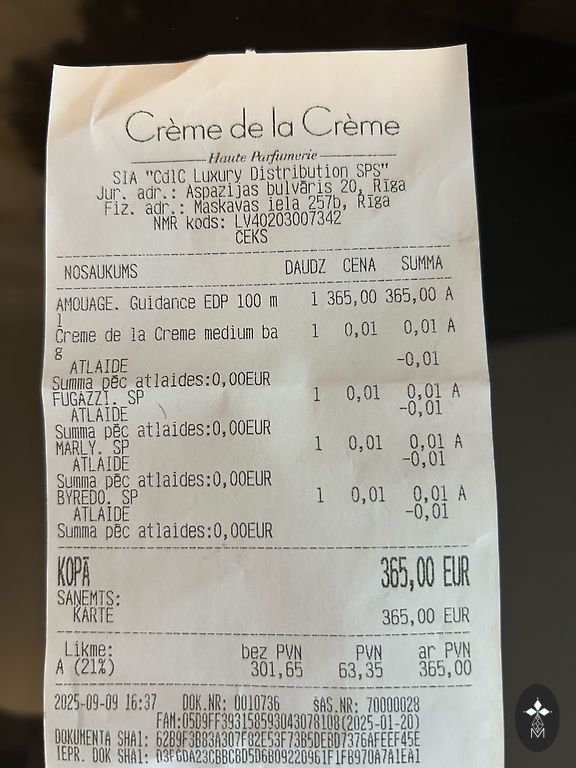 Crème de la Crème
Haute Parfumerie
SIA "CdlC Luxury Distribution SPS"
Jur. adr.: Aspazijas bulvāris 20, Rīga
Fiz. adr.: Maskavas iela 257b, Rīga
NMR kods: LV40203007342
ČEKS
NOSAUKUMS DAUDZ CENA SUMMA
AMOUAGE. Guidance EDP 100 m 1 365,00 365,00 A
l
Creme de la Creme medium ba 1 0,01 0,01 A
g
ATLAIDE -0,01
Summa pēc atlaides:0,00EUR
FUGAZZI. SP 1 0,01 0,01 A
ATLAIDE -0,01
Summa pēc atlaides:0,00EUR
MARLY. SP 1 0,01 0,01 A
ATLAIDE -0,01
Summa pēc atlaides:0,00EUR
BYREDO. SP 1 0,01 0,01 A
ATLAIDE -0,01
Summa pēc atlaides:0,00EUR
KOPĀ 365,00 EUR
SAŅEMTS:
KARTE 365,00 EUR
Likme: bez PVN PVN ar PVN
A (21%) 301,65 63,35 365,00
2025-09-09 16:37 DOK.NR: 0010736 SAS.NR: 70000028
(2025-01-20)
DOKUMENTA SHA1:
IEPR. DOK SHA1:
M